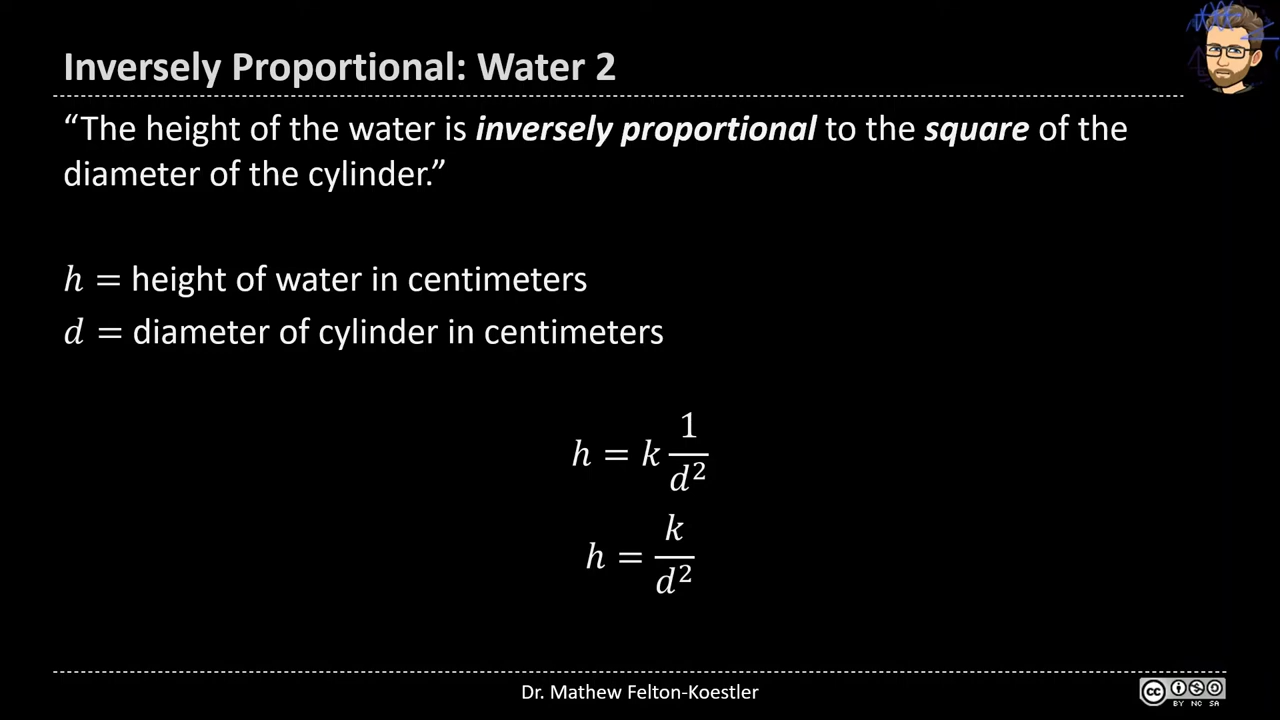 Inversely Proportional: Water 2
“The height of the water is inversely proportional to the square of the
diameter of the cylinder.”
h = height of water in centimeters
d = diameter of cylinder in centimeters
h = k 1/d²
h = k/d²
Dr. Mathew Felton-Koestler
cc BY NC SA